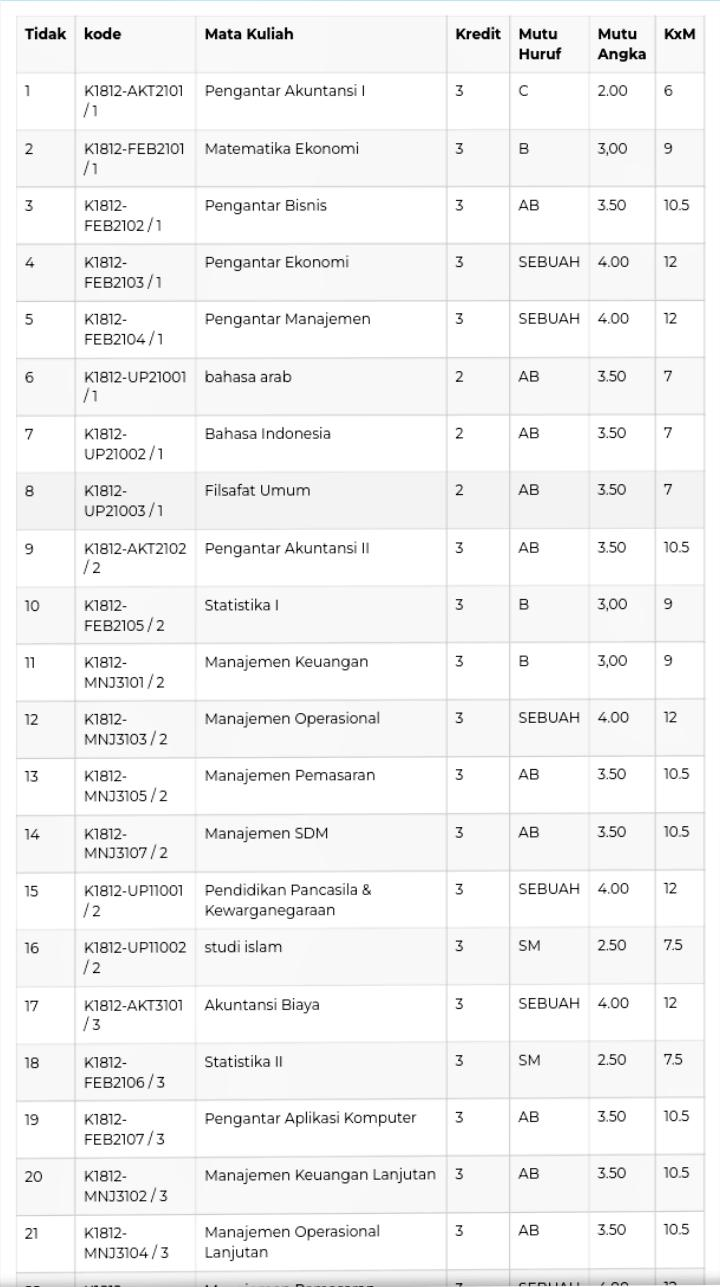 Tidak kode Mata Kuliah Kredit Mutu Huruf Mutu Angka KxM
1 K1812-AKT2101 / 1 Pengantar Akuntansi I 3 C 2.00 6
2 K1812-FEB2101 / 1 Matematika Ekonomi 3 B 3,00 9
3 K1812-FEB2102 / 1 Pengantar Bisnis 3 AB 3.50 10.5
4 K1812-FEB2103 / 1 Pengantar Ekonomi 3 SEBUAH 4.00 12
5 K1812-FEB2104 / 1 Pengantar Manajemen 3 SEBUAH 4.00 12
6 K1812-UP21001 / 1 bahasa arab 2 AB 3.50 7
7 K1812-UP21002 / 1 Bahasa Indonesia 2 AB 3.50 7
8 K1812-UP21003 / 1 Filsafat Umum 2 AB 3.50 7
9 K1812-AKT2102 / 2 Pengantar Akuntansi II 3 AB 3.50 10.5
10 K1812-FEB2105 / 2 Statistika I 3 B 3,00 9
11 K1812-MNJ3101 / 2 Manajemen Keuangan 3 B 3,00 9
12 K1812-MNJ3103 / 2 Manajemen Operasional 3 SEBUAH 4.00 12
13 K1812-MNJ3105 / 2 Manajemen Pemasaran 3 AB 3.50 10.5
14 K1812-MNJ3107 / 2 Manajemen SDM 3 AB 3.50 10.5
15 K1812-UP11001 / 2 Pendidikan Pancasila & Kewarganegaraan 3 SEBUAH 4.00 12
16 K1812-UP11002 / 2 studi islam 3 SM 2.50 7.5
17 K1812-AKT3101 / 3 Akuntansi Biaya 3 SEBUAH 4.00 12
18 K1812-FEB2106 / 3 Statistika II 3 SM 2.50 7.5
19 K1812-FEB2107 / 3 Pengantar Aplikasi Komputer 3 AB 3.50 10.5
20 K1812-MNJ3102 / 3 Manajemen Keuangan Lanjutan 3 AB 3.50 10.5
21 K1812-MNJ3104 / 3 Manajemen Operasional Lanjutan 3 AB 3.50 10.5